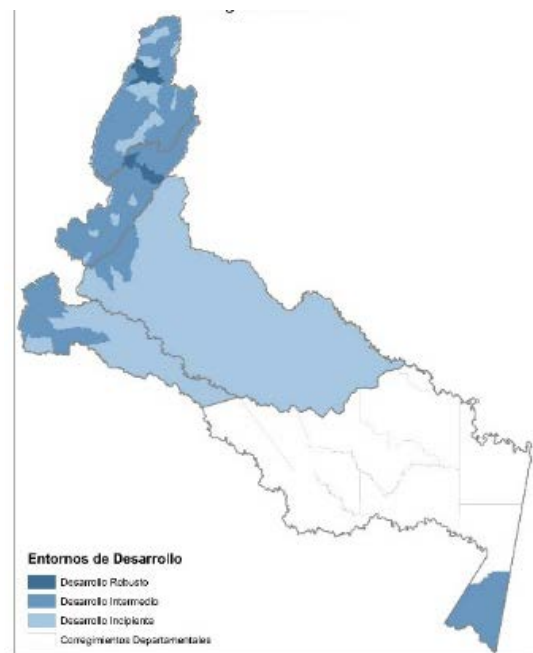 Entornos de Desarrollo
Desarrollo Robusto
Desarrollo Intermedio
Desarrollo Incipiente
Corregimientos Departamentales